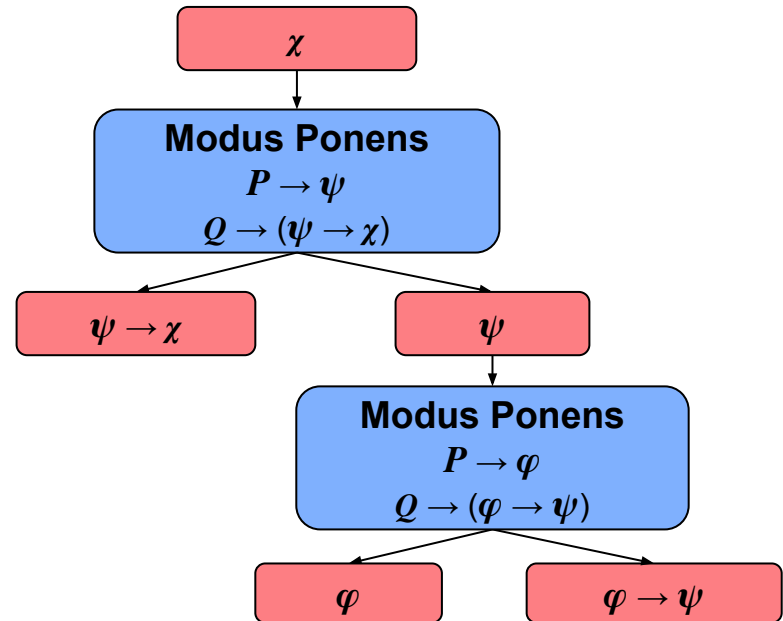 χ
Modus Ponens
P → ψ
Q → (ψ → χ)
ψ → χ
ψ
Modus Ponens
P → φ
Q → (φ → ψ)
φ
φ → ψ